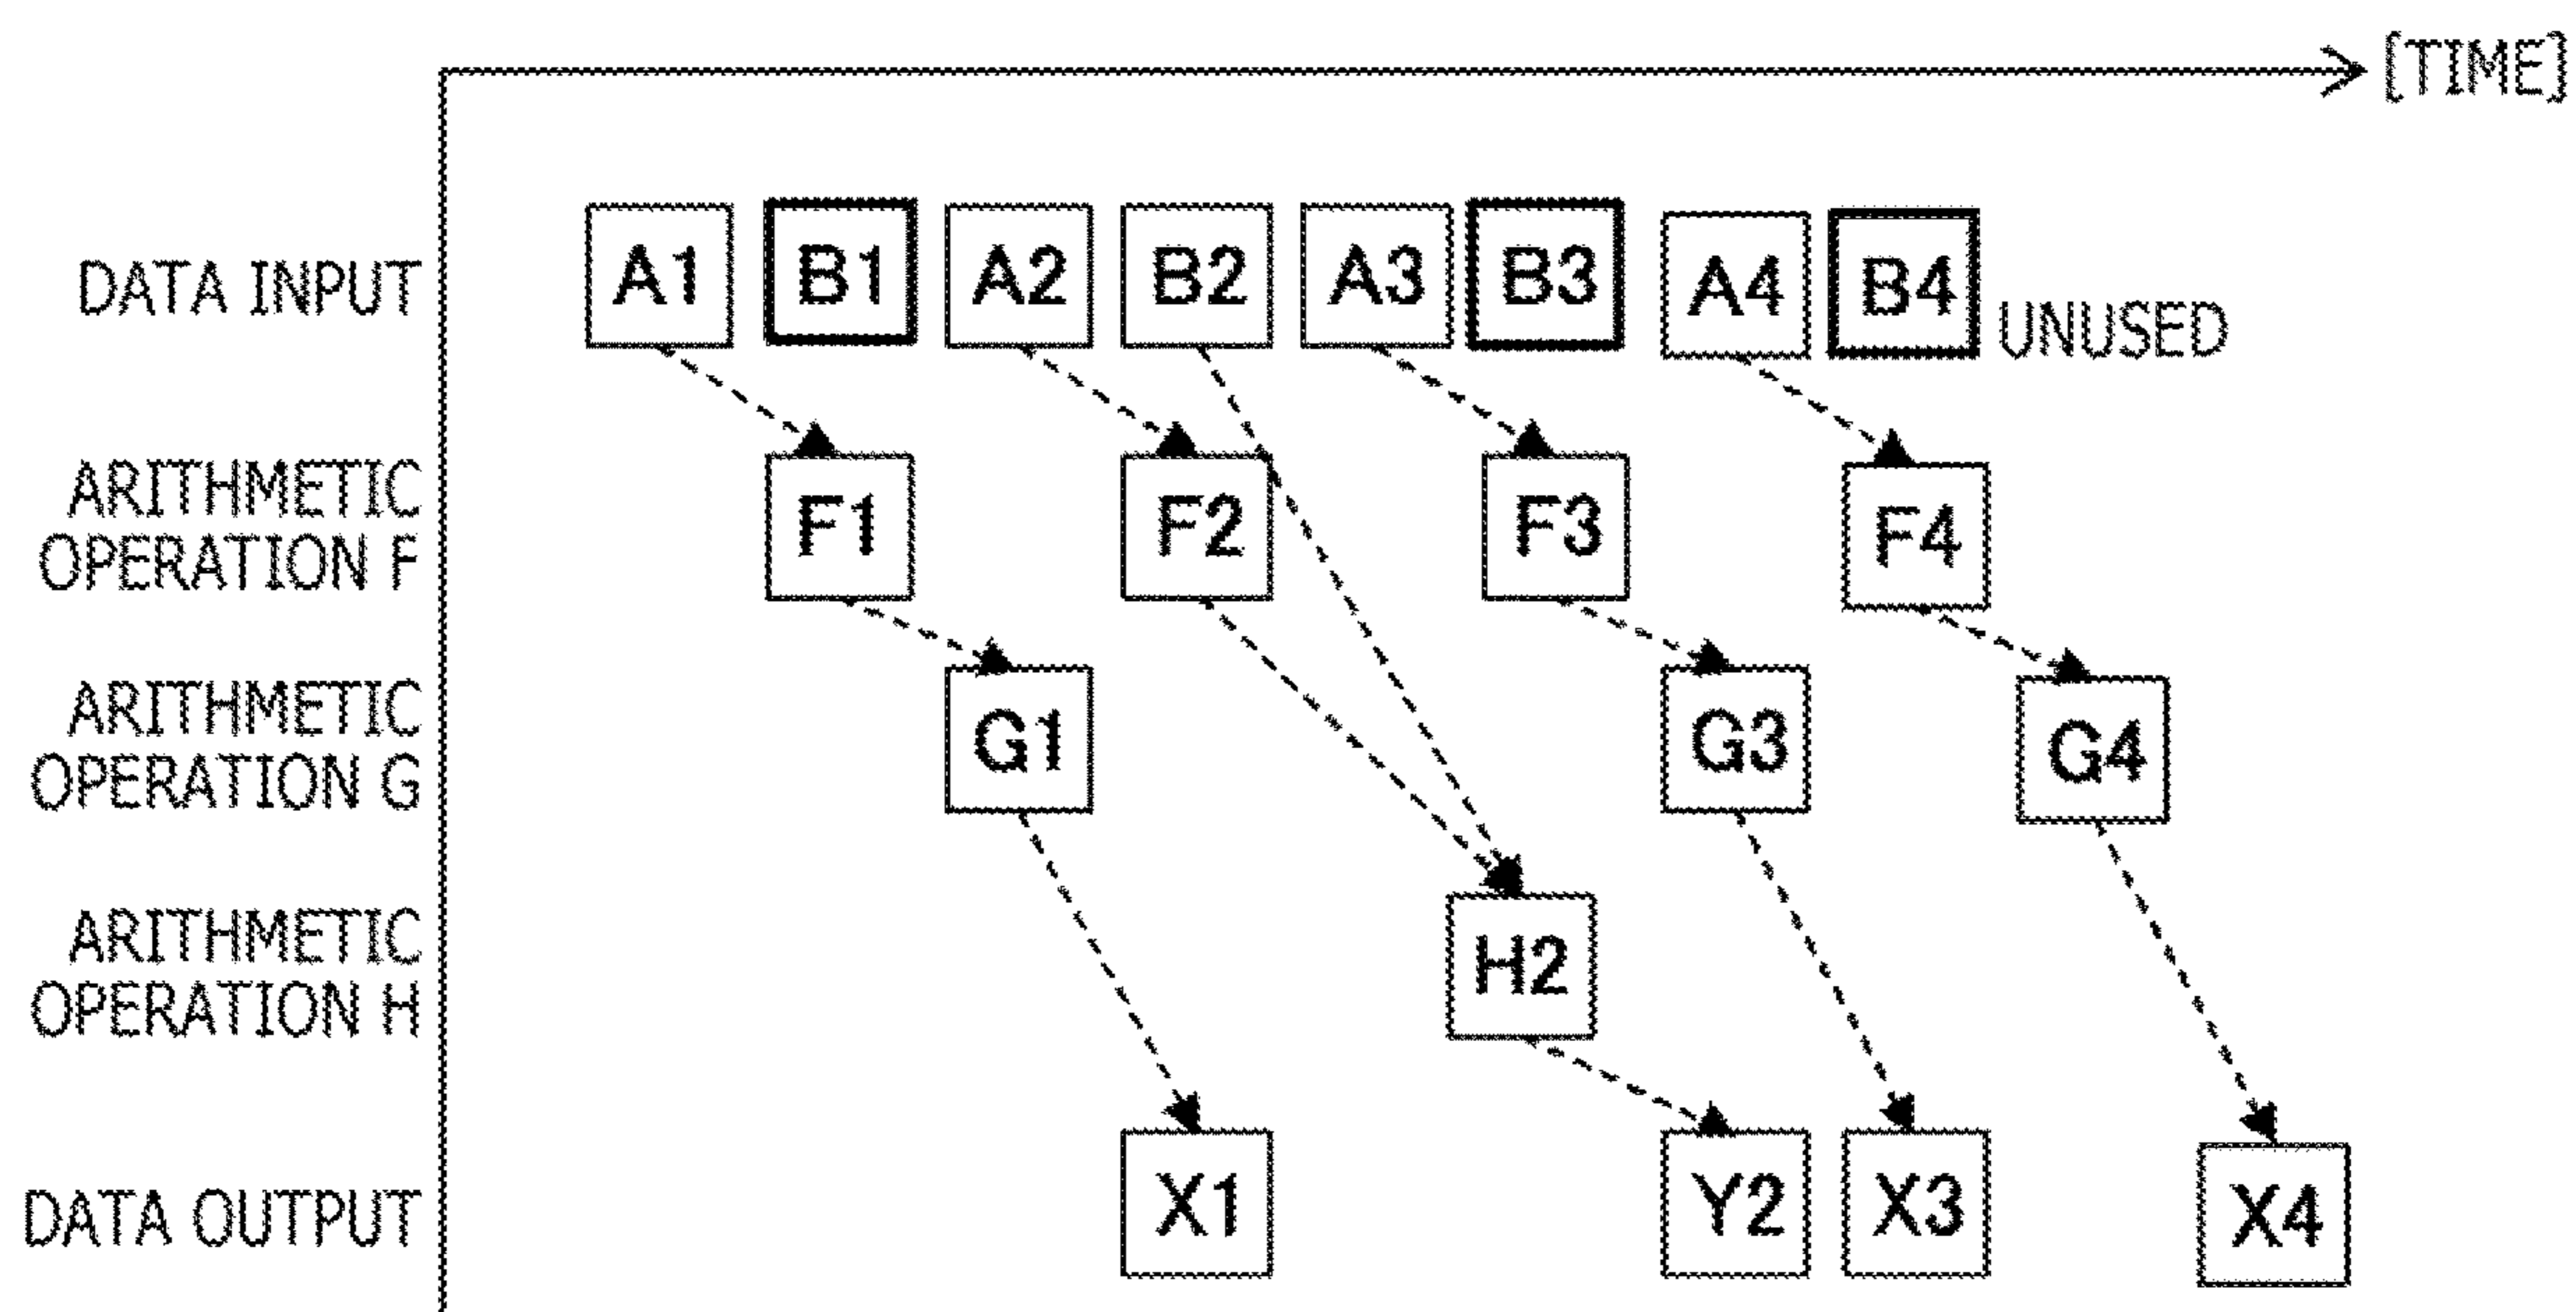 [TIME]
DATA INPUT
A1 B1 A2 B2 A3 B3 A4 B4 UNUSED
ARITHMETIC
OPERATION F
F1 F2 F3 F4
ARITHMETIC
OPERATION G
G1 G3 G4
ARITHMETIC
OPERATION H
H2
DATA OUTPUT
X1 Y2 X3 X4